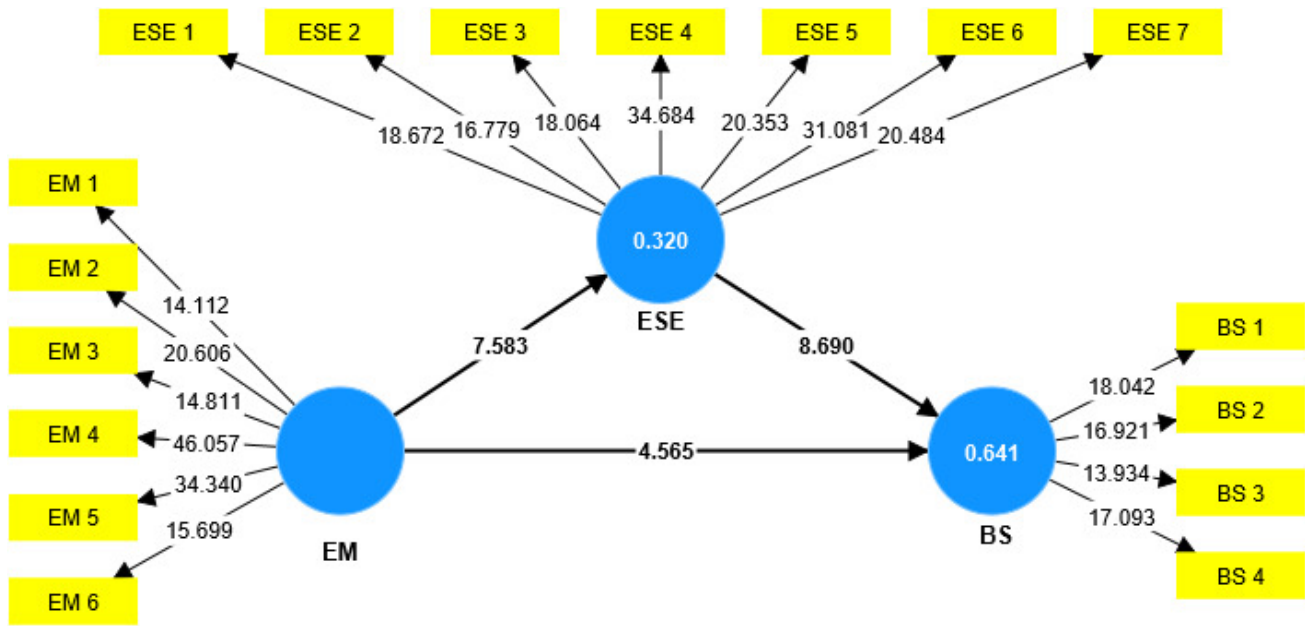 ESE 1
ESE 2
ESE 3
ESE 4
ESE 5
ESE 6
ESE 7
18.672
16.779
18.064
34.684
20.353
31.081
20.484
EM 1
EM 2
EM 3
EM 4
EM 5
EM 6
14.112
20.606
14.811
46.057
34.340
15.699
0.320
ESE
7.583
8.690
4.565
EM
0.641
BS
18.042
16.921
13.934
17.093
BS 1
BS 2
BS 3
BS 4